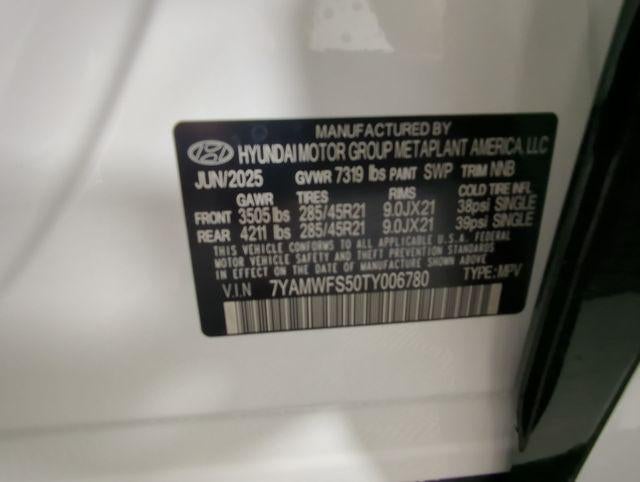 MANUFACTURED BY
HYUNDAI MOTOR GROUP METAPLANT AMERICA, LLC
JUN/2025 GVWR 7319 lbs PAINT SWP TRIM NNB
GAWR TIRES RIMS COLD TIRE INFL.
FRONT 3505 lbs 285/45R21 9.0JX21 38psi SINGLE
REAR 4211 lbs 285/45R21 9.0JX21 39psi SINGLE
THIS VEHICLE CONFORMS TO ALL APPLICABLE U.S.A. FEDERAL
MOTOR VEHICLE SAFETY AND THEFT PREVENTION STANDARDS
IN EFFECT ON THE DATE OF MANUFACTURE SHOWN ABOVE
V.I.N 7YAMWFS50TY006780 TYPE: MPV